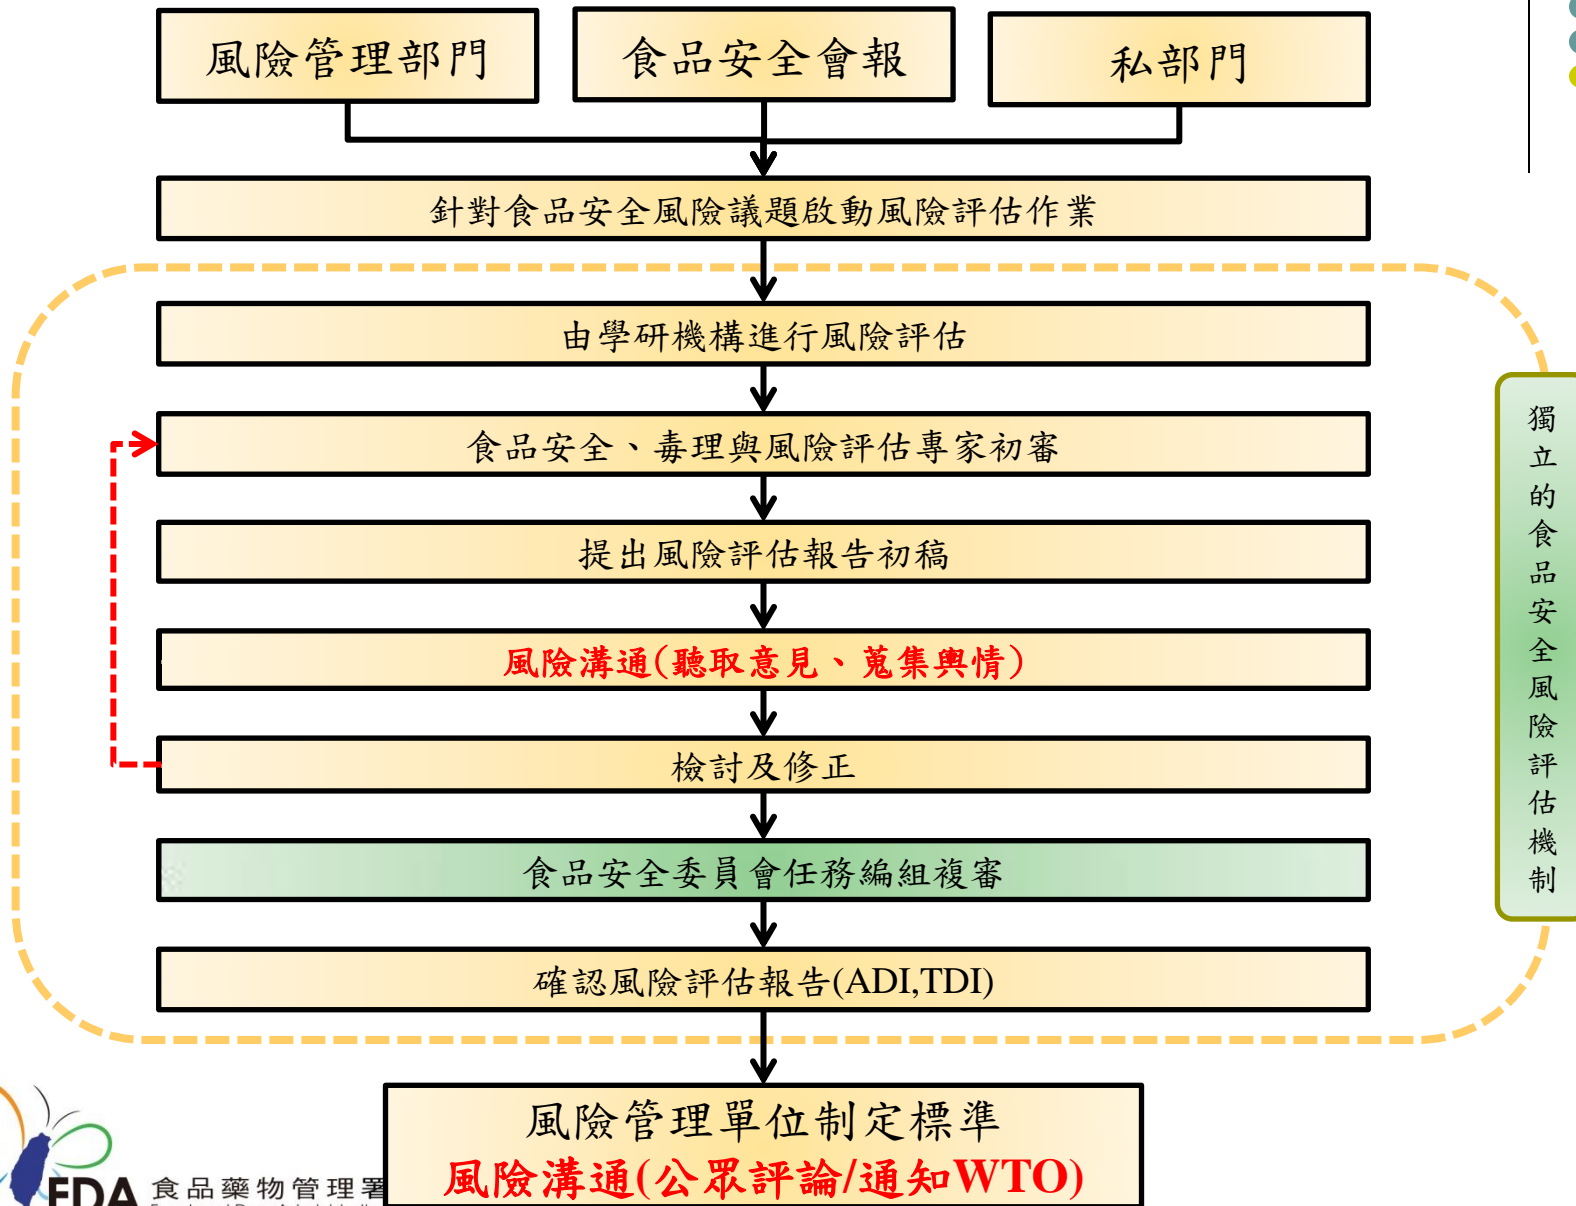 風險管理部門
食品安全會報
私部門
針對食品安全風險議題啟動風險評估作業
由學研機構進行風險評估
食品安全、毒理與風險評估專家初審
提出風險評估報告初稿
風險溝通(聽取意見、蒐集輿情)
檢討及修正
食品安全委員會任務編組複審
確認風險評估報告(ADI,TDI)
獨立的食品安全風險評估機制
風險管理單位制定標準
風險溝通(公眾評論/通知WTO)
FDA 食品藥物管理署